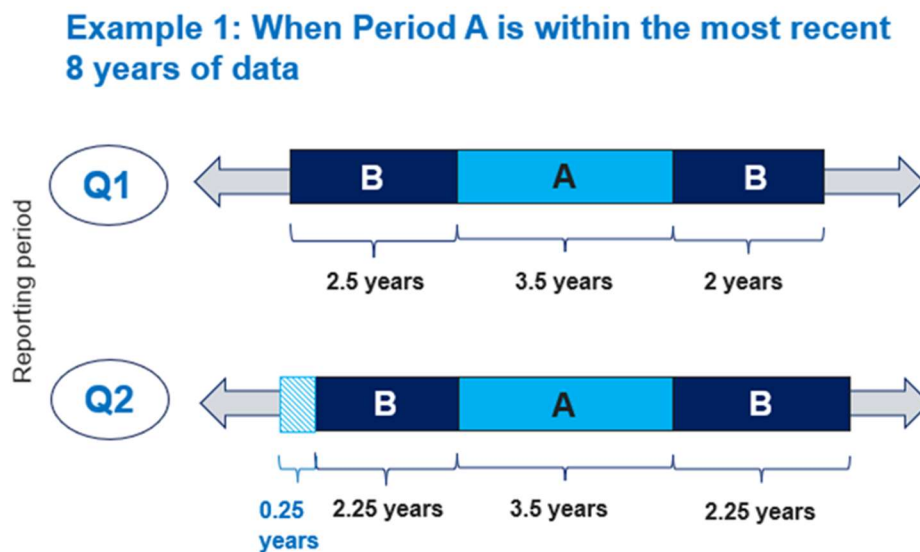 Example 1: When Period A is within the most recent
8 years of data
Reporting period
Q1
B
A
B
2.5 years
3.5 years
2 years
Q2
B
A
B
0.25
years
2.25 years
3.5 years
2.25 years